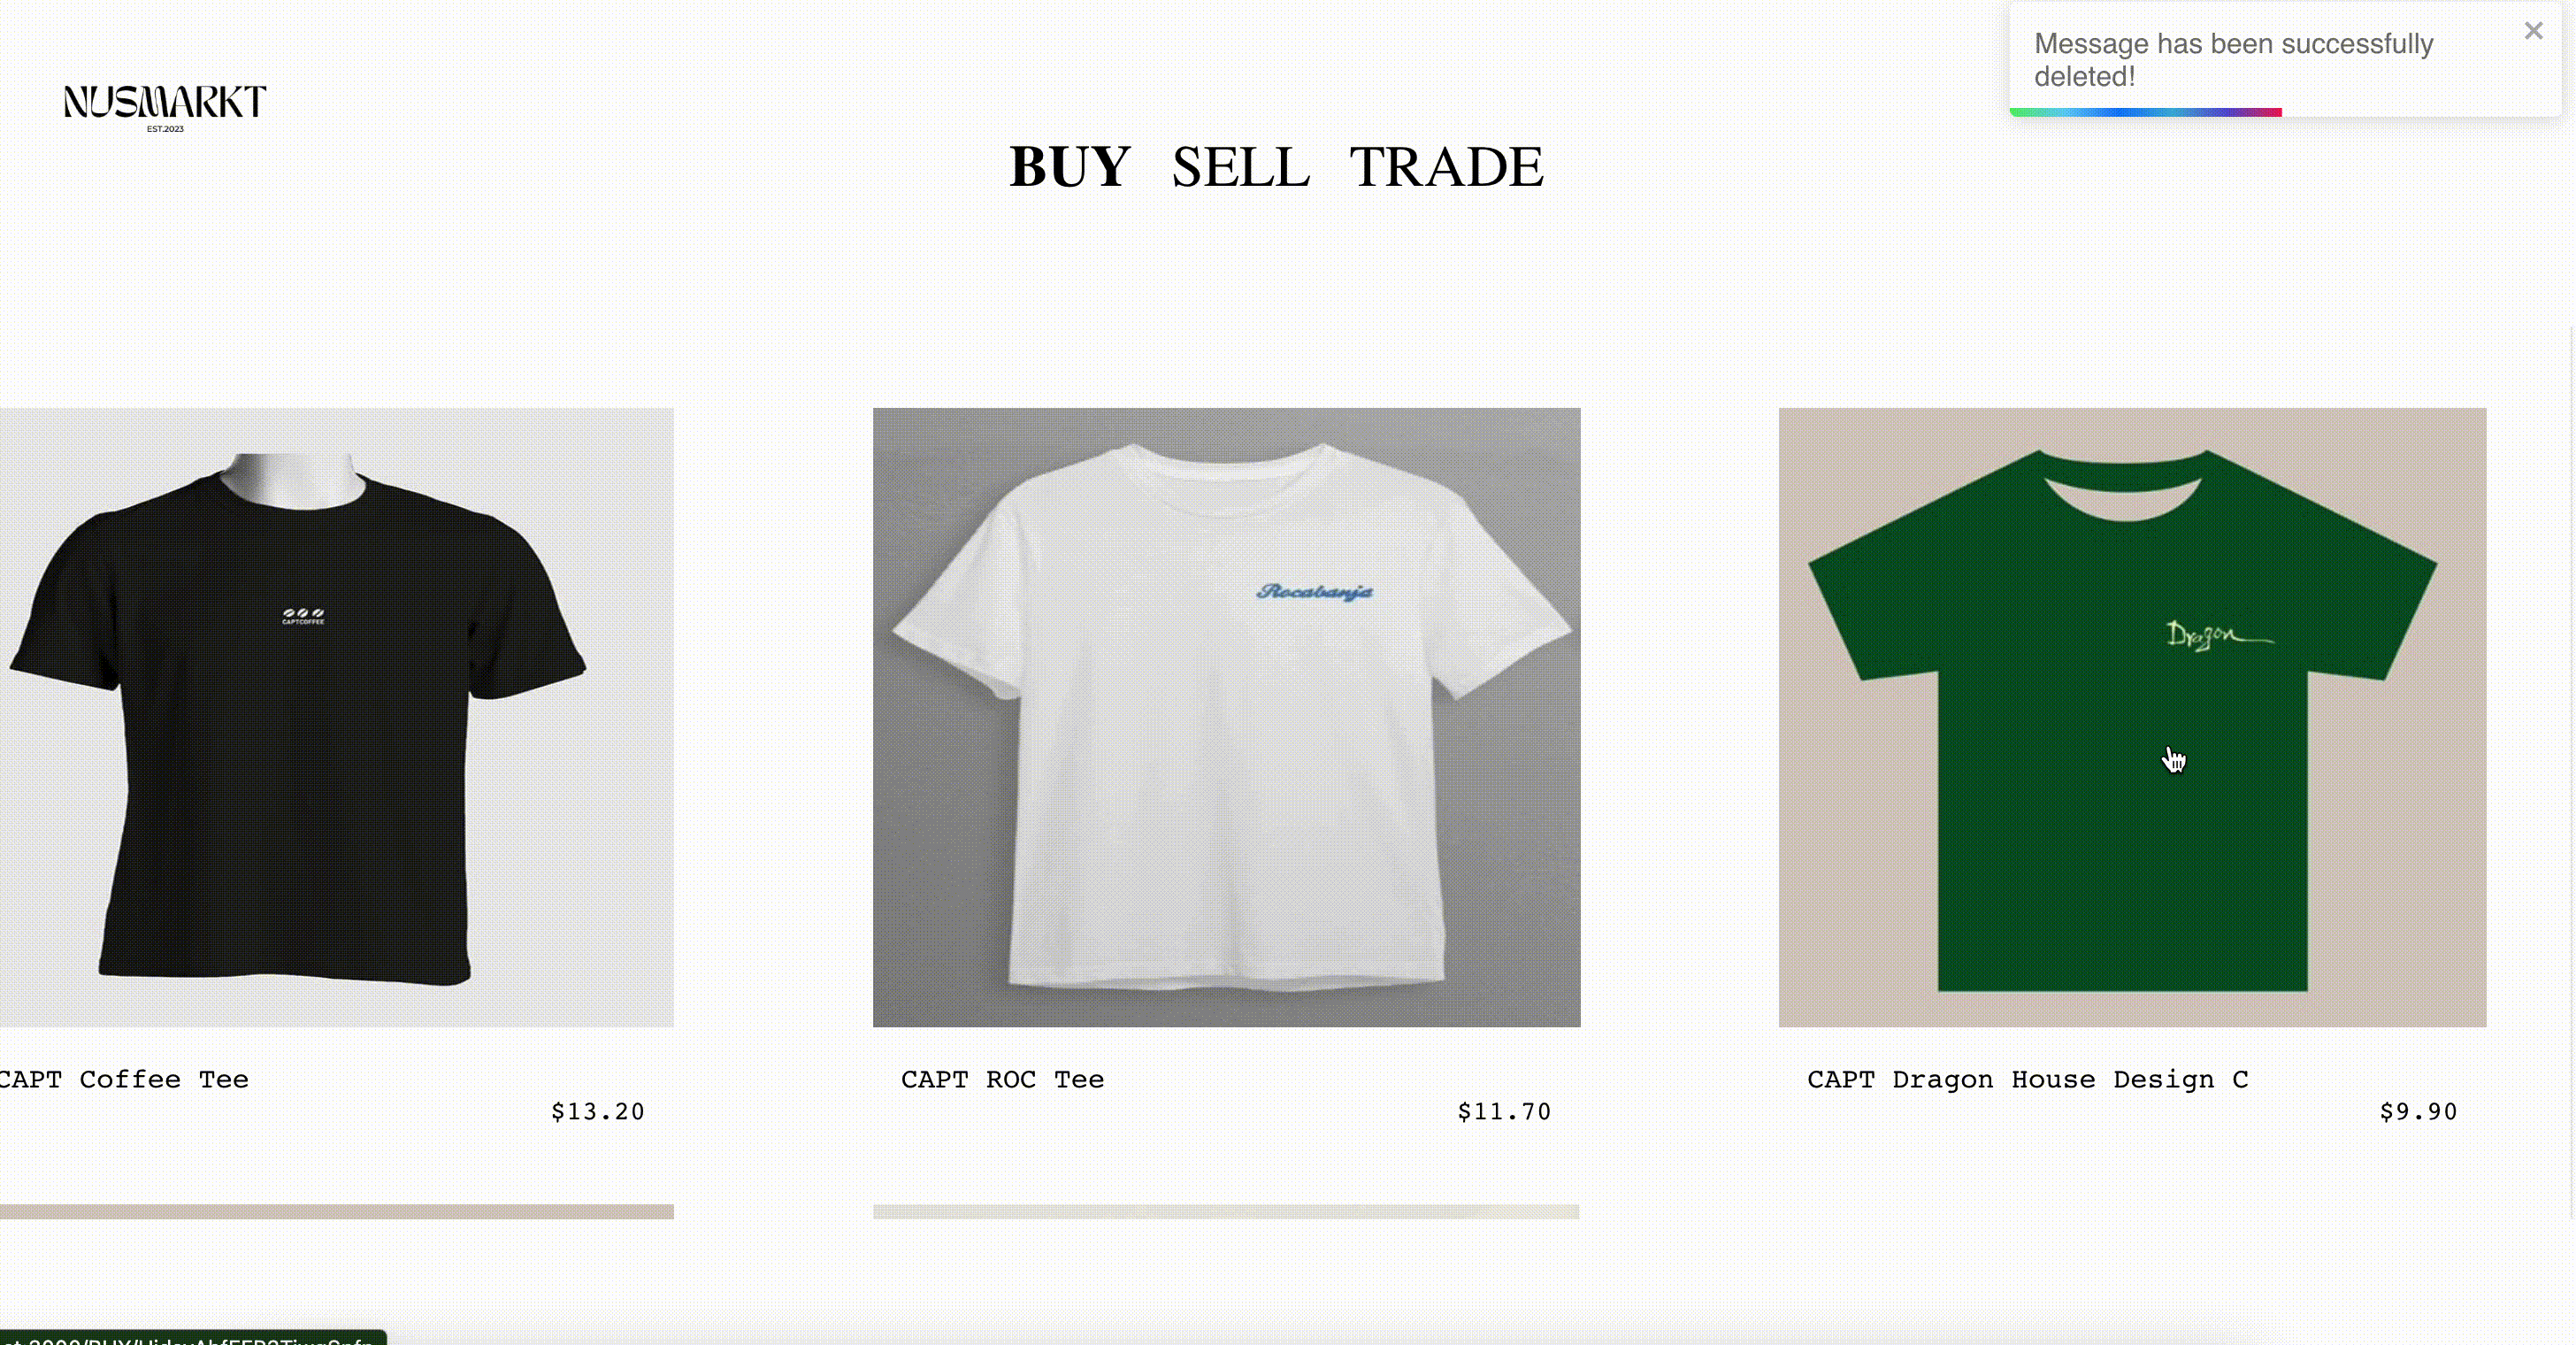 Message has been successfully
deleted!
NUSMARKT
EST.2023
BUY SELL TRADE
CAPTCOFFEE
Rocabanja
Dragon
CAPT Coffee Tee
$13.20
CAPT ROC Tee
$11.70
CAPT Dragon House Design C
$9.90